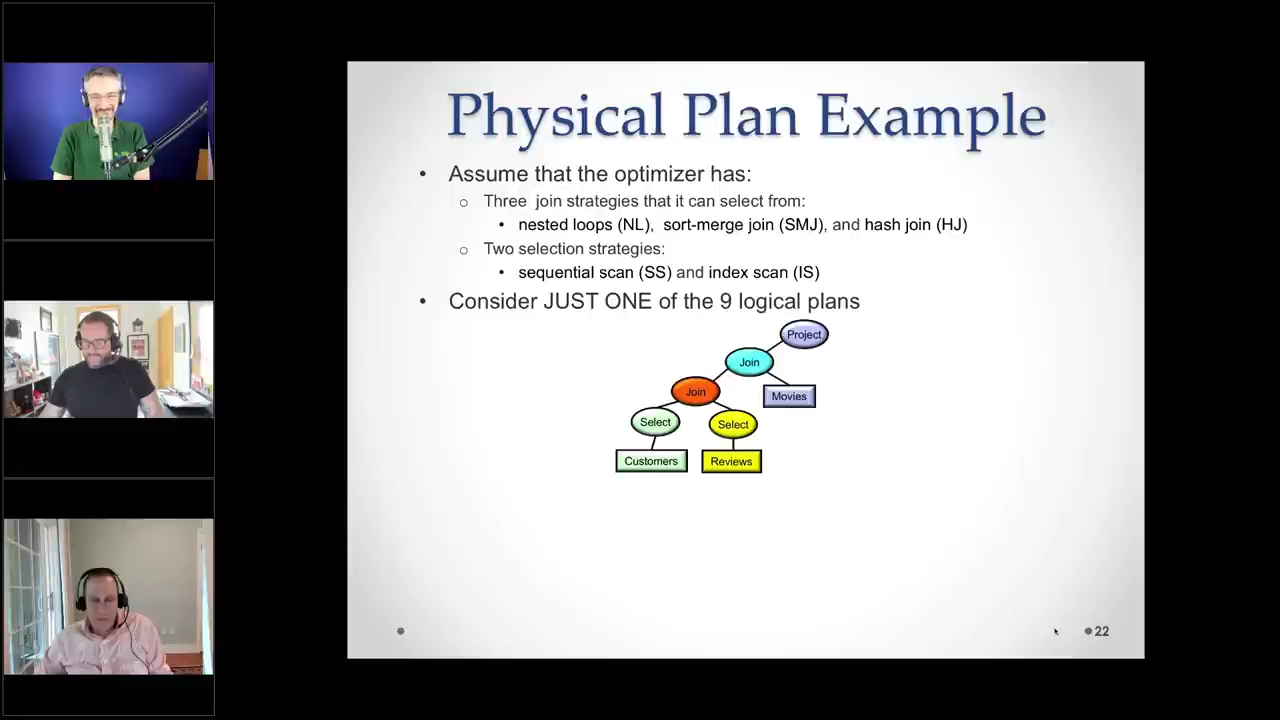 Physical Plan Example
• Assume that the optimizer has:
o Three join strategies that it can select from:
• nested loops (NL), sort-merge join (SMJ), and hash join (HJ)
o Two selection strategies:
• sequential scan (SS) and index scan (IS)
• Consider JUST ONE of the 9 logical plans
Project
Join
Join
Movies
Select
Select
Customers
Reviews
22